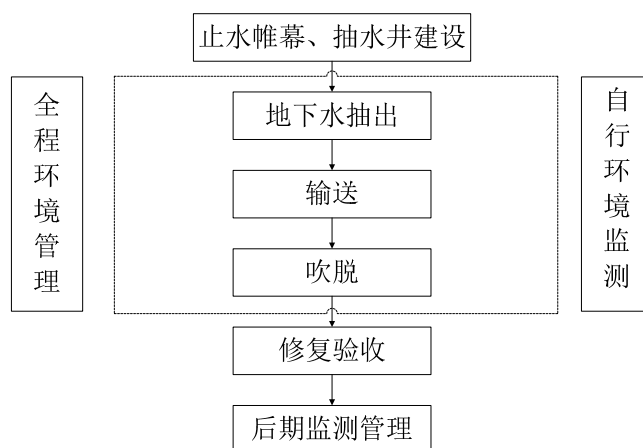 止水帷幕、抽水井建设
全程环境管理
地下水抽出
输送
吹脱
自行环境监测
修复验收
后期监测管理